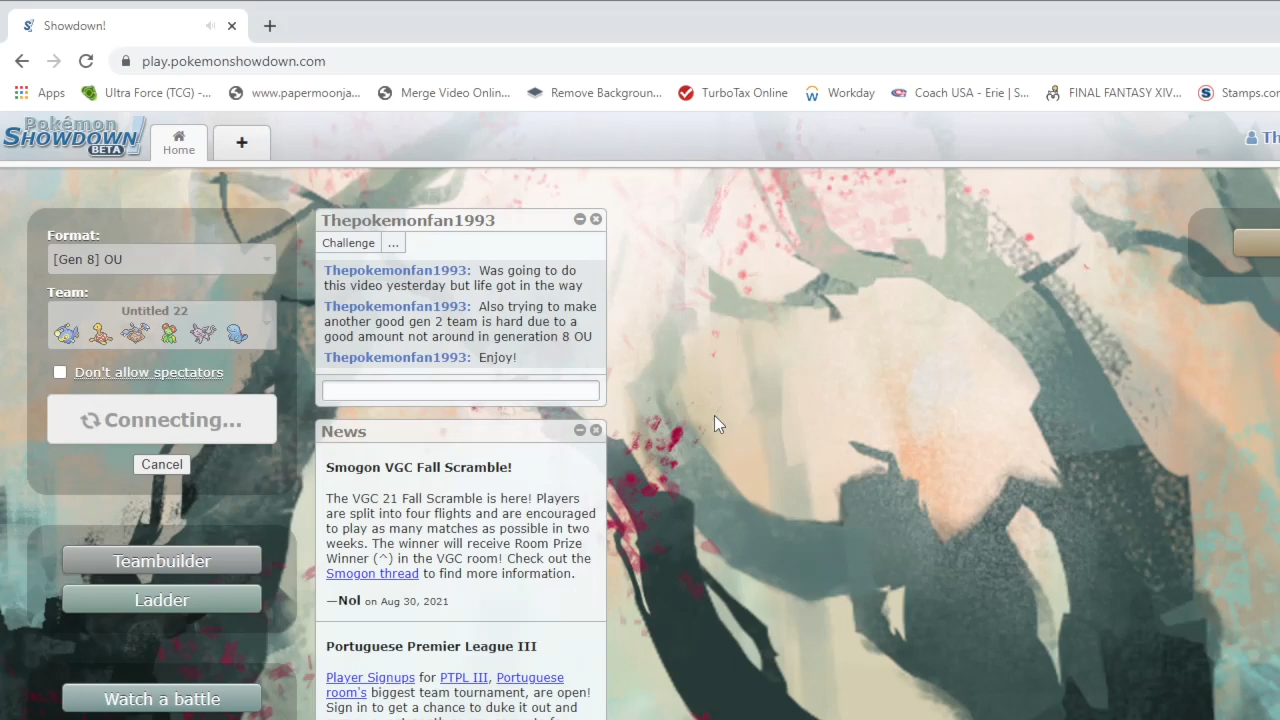 Showdown!
play.pokemonshowdown.com
Apps Ultra Force (TCG) -... www.papermoonja... Merge Video Onlin... Remove Backgroun... TurboTax Online Workday Coach USA - Erie | S... FINAL FANTASY XIV... Stamps.com
Pokémon
SHOWDOWN!
BETA
Home
+
Th
Format:
[Gen 8] OU
Team:
Untitled 22
Don't allow spectators
Connecting...
Cancel
Teambuilder
Ladder
Watch a battle
Thepokemonfan1993
Challenge ...
Thepokemonfan1993: Was going to do
this video yesterday but life got in the way
Thepokemonfan1993: Also trying to make
another good gen 2 team is hard due to a
good amount not around in generation 8 OU
Thepokemonfan1993: Enjoy!
News
Smogon VGC Fall Scramble!
The VGC 21 Fall Scramble is here! Players
are split into four flights and are encouraged
to play as many matches as possible in two
weeks. The winner will receive Room Prize
Winner (^) in the VGC room! Check out the
Smogon thread to find more information.
—Nol on Aug 30, 2021
Portuguese Premier League III
Player Signups for PTPL III, Portuguese
room's biggest team tournament, are open!
Sign in to get a chance to duke it out and